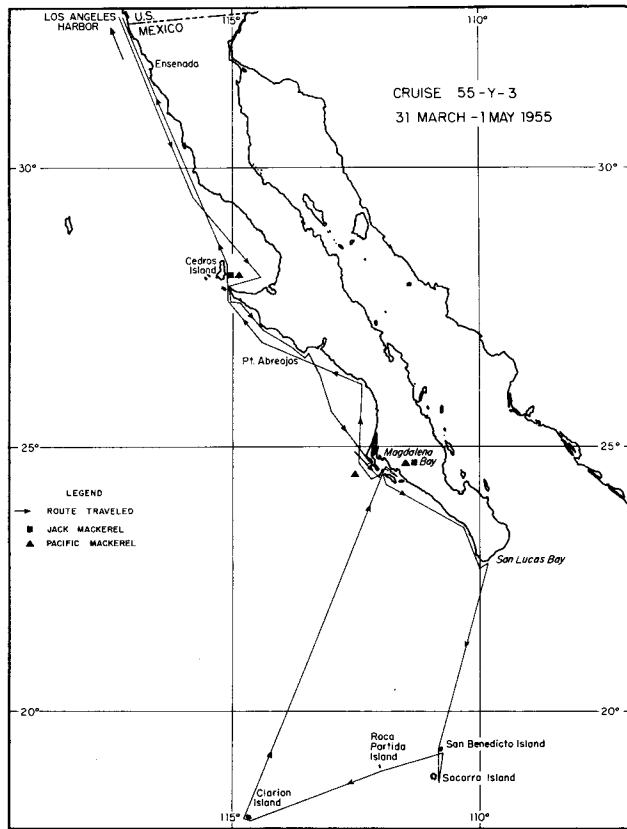 115°
110°
U.S.
MEXICO
LOS ANGELES
HARBOR
Ensenada
CRUISE 55-Y-3
31 MARCH - 1 MAY 1955
30°
30°
Cedros
Island
Pt. Abreojos
25°
25°
Magdalena
Bay
LEGEND
ROUTE TRAVELED
JACK MACKEREL
PACIFIC MACKEREL
San Lucas Bay
20°
20°
Roca
Partida
Island
San Benedicto Island
Socorro Island
Clarion
Island
115°
110°